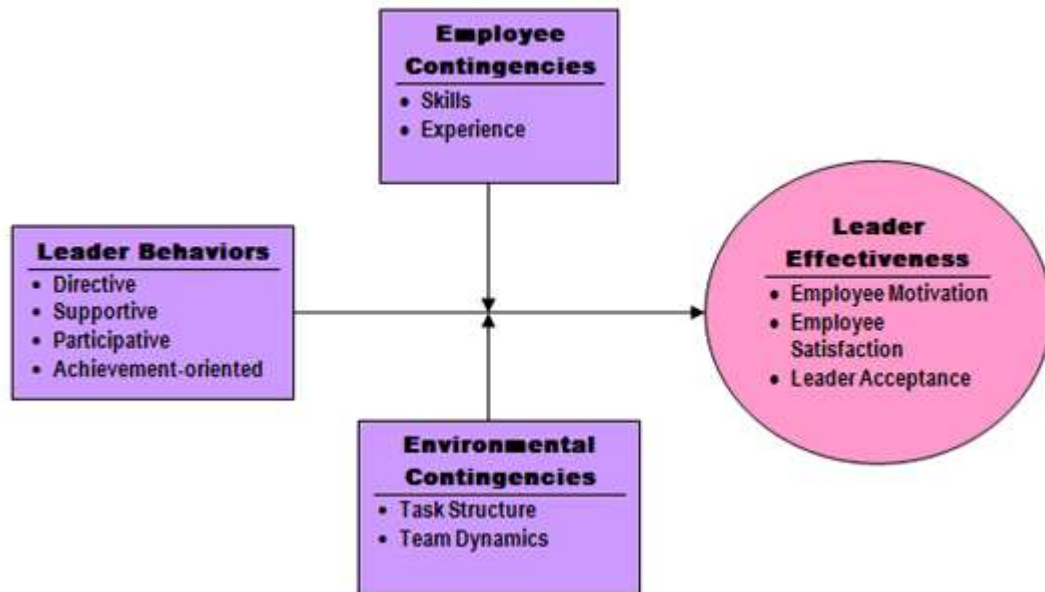 Employee
Contingencies
• Skills
• Experience
Leader Behaviors
• Directive
• Supportive
• Participative
• Achievement-oriented
Leader
Effectiveness
• Employee Motivation
• Employee
Satisfaction
• Leader Acceptance
Environmental
Contingencies
• Task Structure
• Team Dynamics